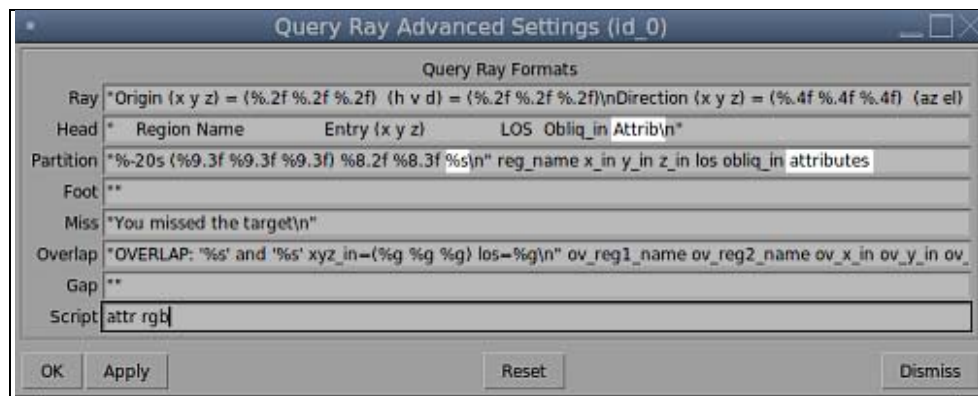 Query Ray Advanced Settings (id_0)
Query Ray Formats
Ray "Origin (x y z) = (%.2f %.2f %.2f)  (h v d) = (%.2f %.2f %.2f)\nDirection (x y z) = (%.4f %.4f %.4f)  (az el)
Head "    Region Name               Entry (x y z)              LOS  Obliq_in Attrib\n"
Partition "%-20s (%9.3f %9.3f %9.3f) %8.2f %8.3f %s\n" reg_name x_in y_in z_in los obliq_in attributes
Foot ""
Miss "You missed the target\n"
Overlap "OVERLAP: '%s' and '%s' xyz_in=(%g %g %g) los=%g\n" ov_reg1_name ov_reg2_name ov_x_in ov_y_in ov_
Gap ""
Script attr rgb
OK Apply Reset Dismiss